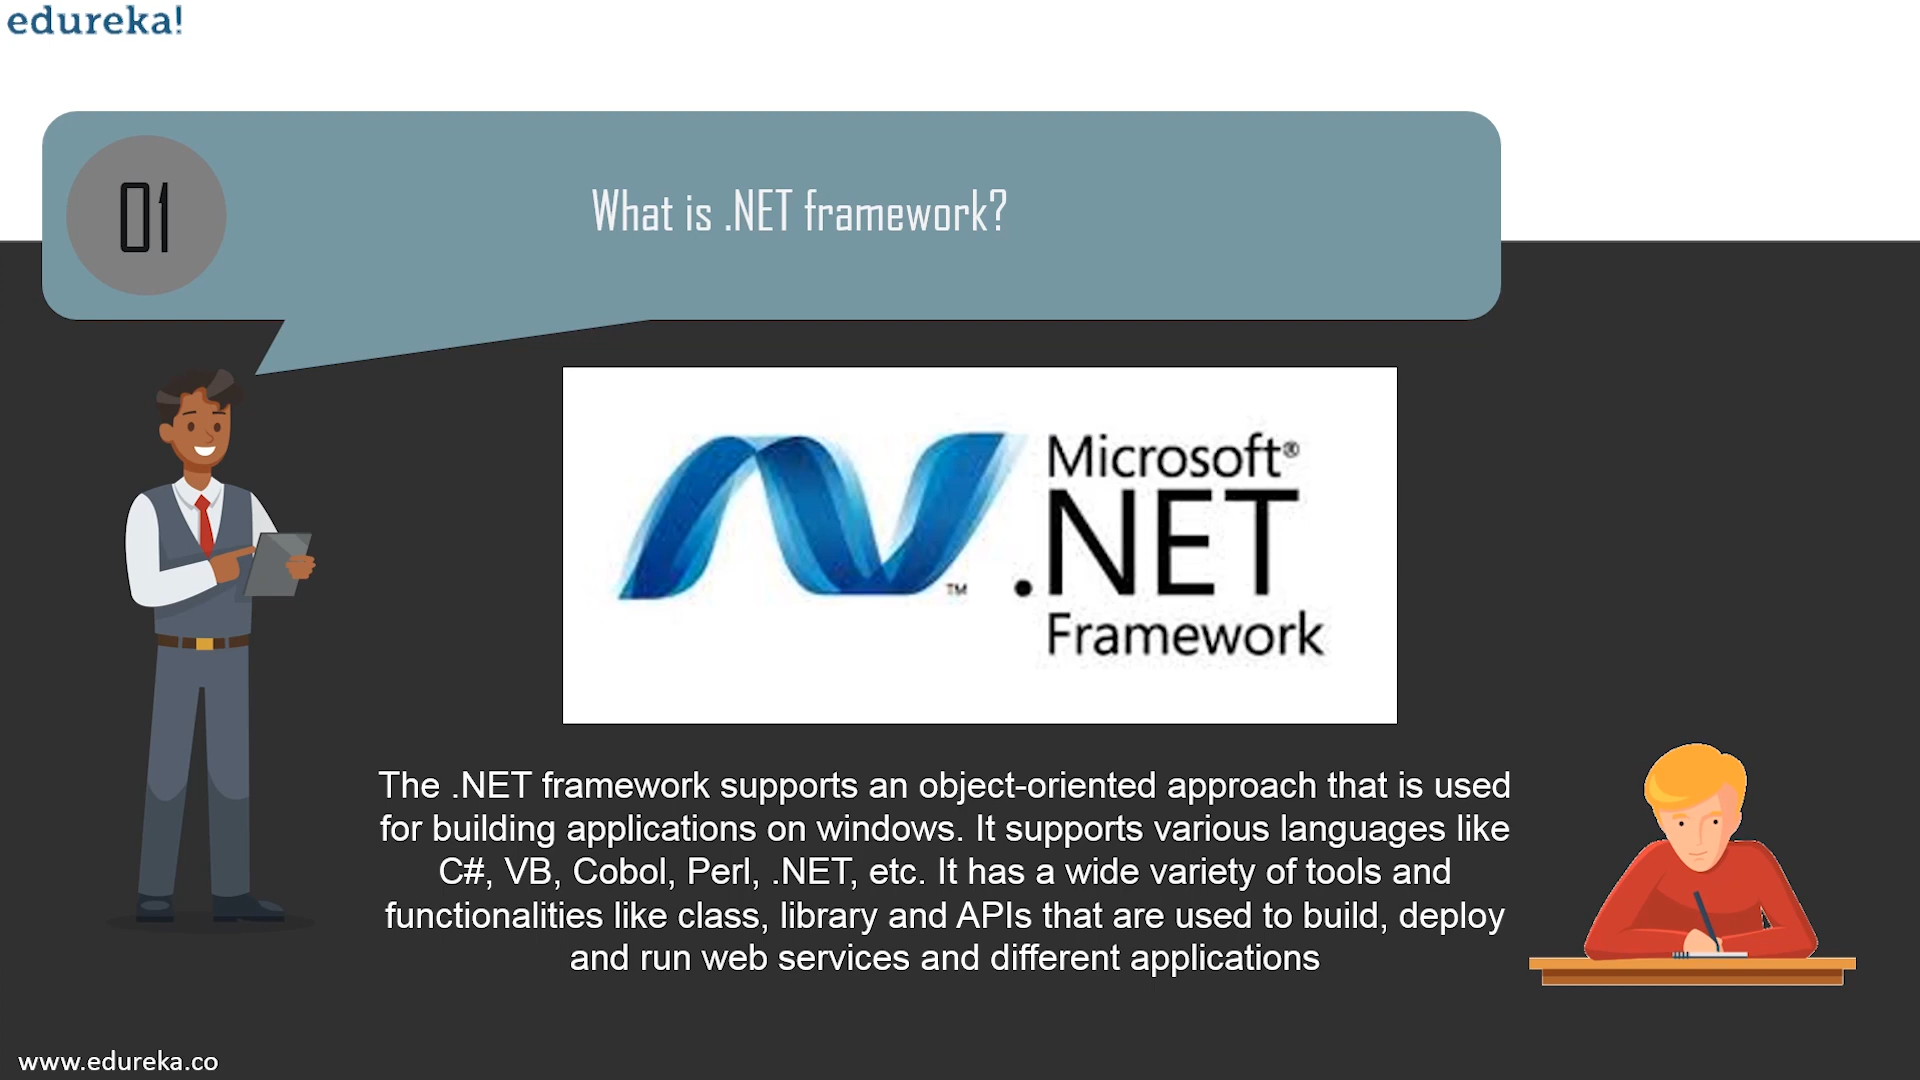 edureka!
01
What is .NET framework?
Microsoft®
.NET
™
Framework
The .NET framework supports an object-oriented approach that is used
for building applications on windows. It supports various languages like
C#, VB, Cobol, Perl, .NET, etc. It has a wide variety of tools and
functionalities like class, library and APIs that are used to build, deploy
and run web services and different applications
www.edureka.co